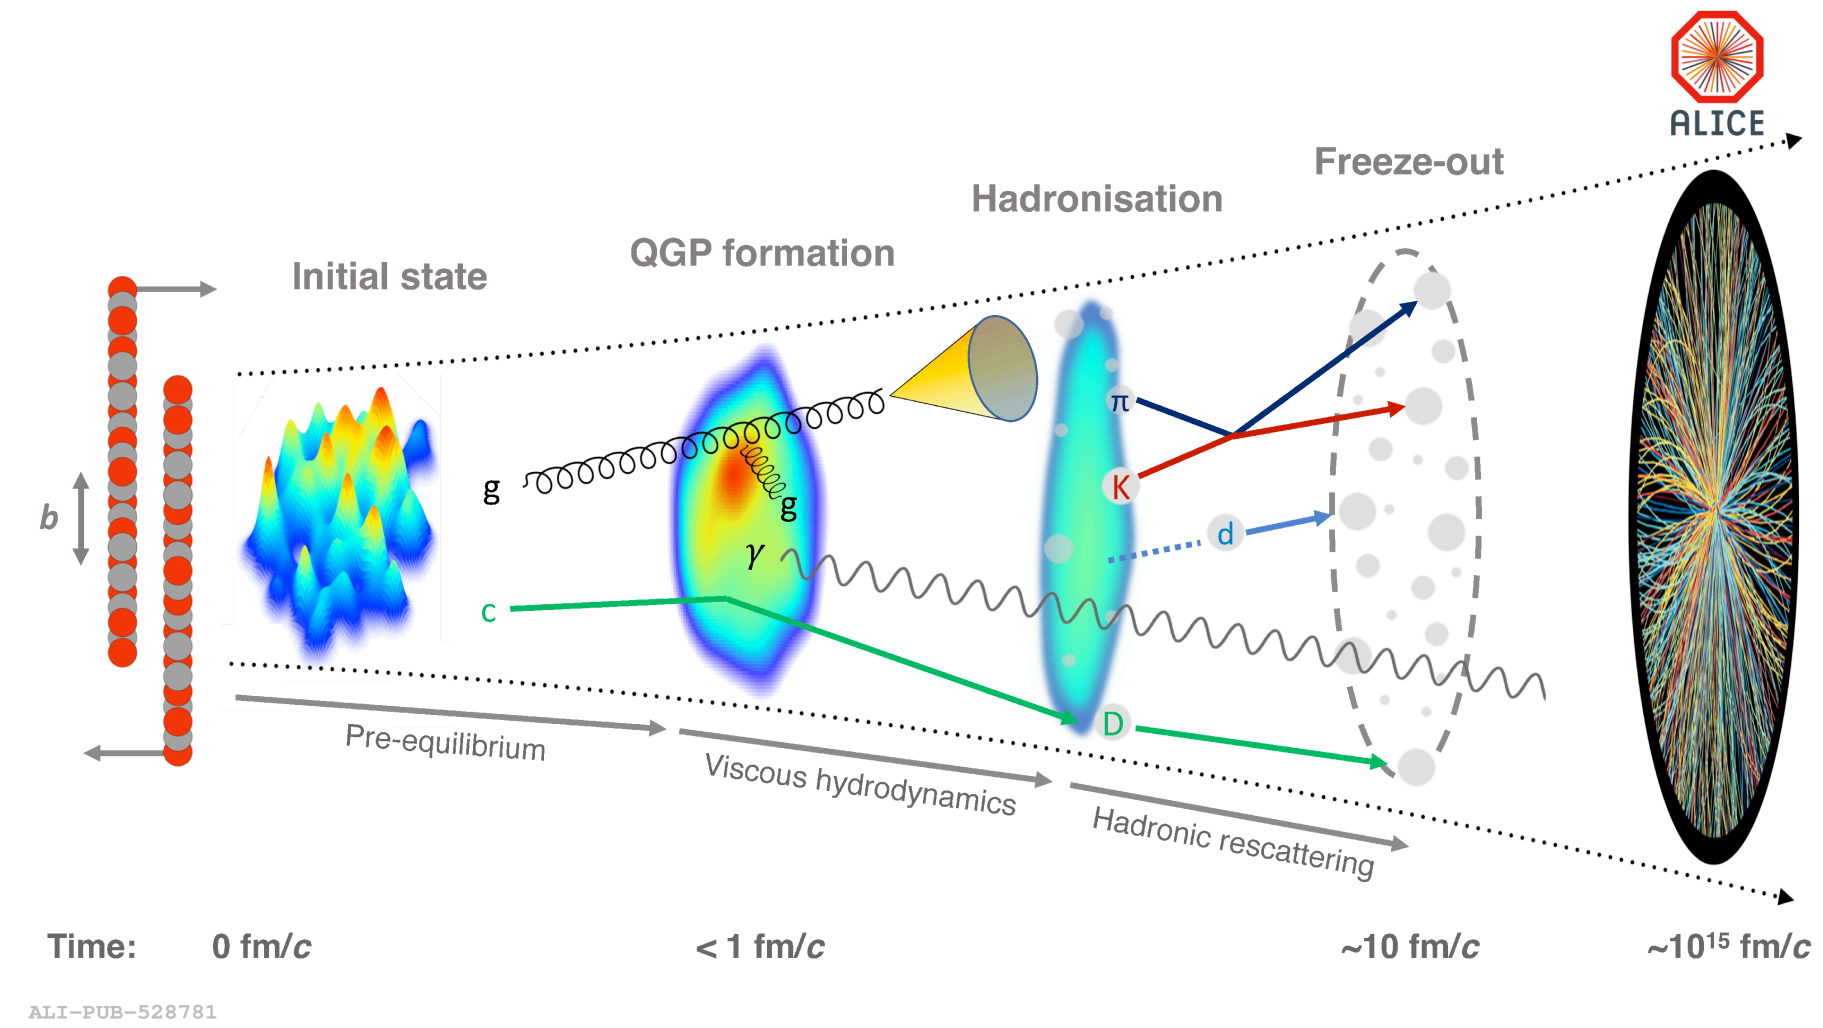 ALICE
Freeze-out
Hadronisation
QGP formation
Initial state
b
g
g
γ
c
π
K
d
D
Pre-equilibrium
Viscous hydrodynamics
Hadronic rescattering
Time: 0 fm/c < 1 fm/c ~10 fm/c ~10¹⁵ fm/c
ALI-PUB-528781